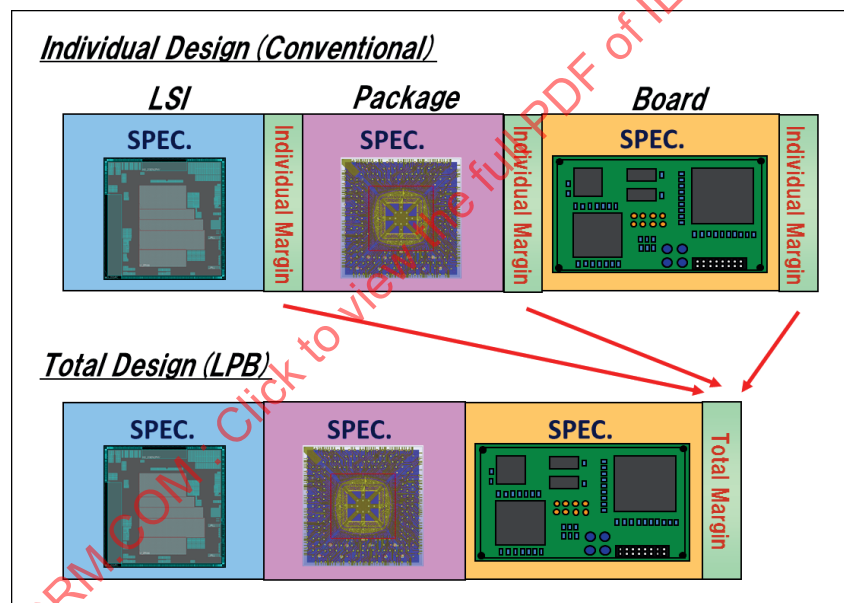 Individual Design (Conventional)
LSI
Package
Board
SPEC.
Individual Margin
SPEC.
Individual Margin
SPEC.
Individual Margin
Total Design (LPB)
SPEC.
SPEC.
SPEC.
Total Margin
RM.COM : Click to view the full PDF of IE